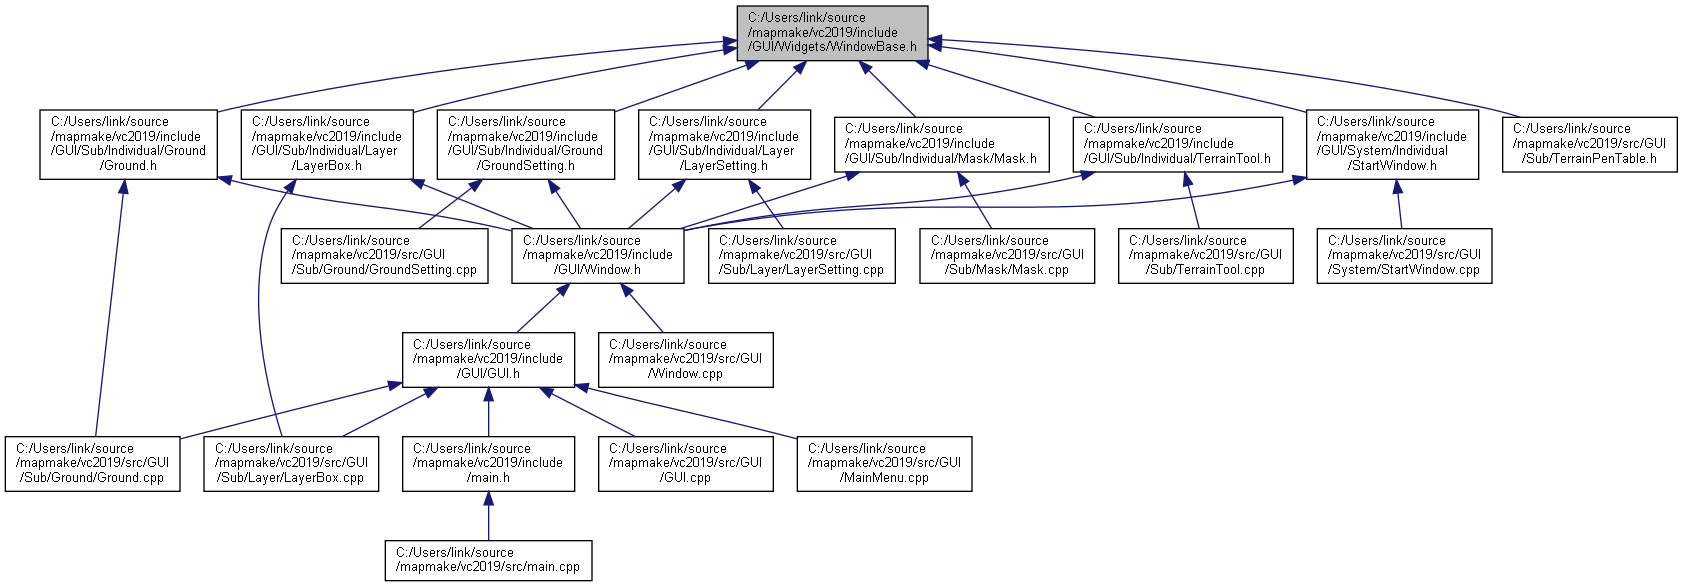 C:/Users/link/source
/mapmake/vc2019/include
/GUI/Widgets/WindowBase.h
C:/Users/link/source
/mapmake/vc2019/include
/GUI/Sub/Individual/Ground
/Ground.h
C:/Users/link/source
/mapmake/vc2019/include
/GUI/Sub/Individual/Layer
/LayerBox.h
C:/Users/link/source
/mapmake/vc2019/include
/GUI/Sub/Individual/Ground
/GroundSetting.h
C:/Users/link/source
/mapmake/vc2019/include
/GUI/Sub/Individual/Layer
/LayerSetting.h
C:/Users/link/source
/mapmake/vc2019/include
/GUI/Sub/Individual/Mask/Mask.h
C:/Users/link/source
/mapmake/vc2019/include
/GUI/Sub/Individual/TerrainTool.h
C:/Users/link/source
/mapmake/vc2019/include
/GUI/System/Individual
/StartWindow.h
C:/Users/link/source
/mapmake/vc2019/src/GUI
/Sub/TerrainPenTable.h
C:/Users/link/source
/mapmake/vc2019/src/GUI
/Sub/Ground/GroundSetting.cpp
C:/Users/link/source
/mapmake/vc2019/include
/GUI/Window.h
C:/Users/link/source
/mapmake/vc2019/src/GUI
/Sub/Layer/LayerSetting.cpp
C:/Users/link/source
/mapmake/vc2019/src/GUI
/Sub/Mask/Mask.cpp
C:/Users/link/source
/mapmake/vc2019/src/GUI
/Sub/TerrainTool.cpp
C:/Users/link/source
/mapmake/vc2019/src/GUI
/System/StartWindow.cpp
C:/Users/link/source
/mapmake/vc2019/include
/GUI/GUI.h
C:/Users/link/source
/mapmake/vc2019/src/GUI
/Window.cpp
C:/Users/link/source
/mapmake/vc2019/src/GUI
/Sub/Ground/Ground.cpp
C:/Users/link/source
/mapmake/vc2019/src/GUI
/Sub/Layer/LayerBox.cpp
C:/Users/link/source
/mapmake/vc2019/include
/main.h
C:/Users/link/source
/mapmake/vc2019/src/GUI
/GUI.cpp
C:/Users/link/source
/mapmake/vc2019/src/GUI
/MainMenu.cpp
C:/Users/link/source
/mapmake/vc2019/src/main.cpp